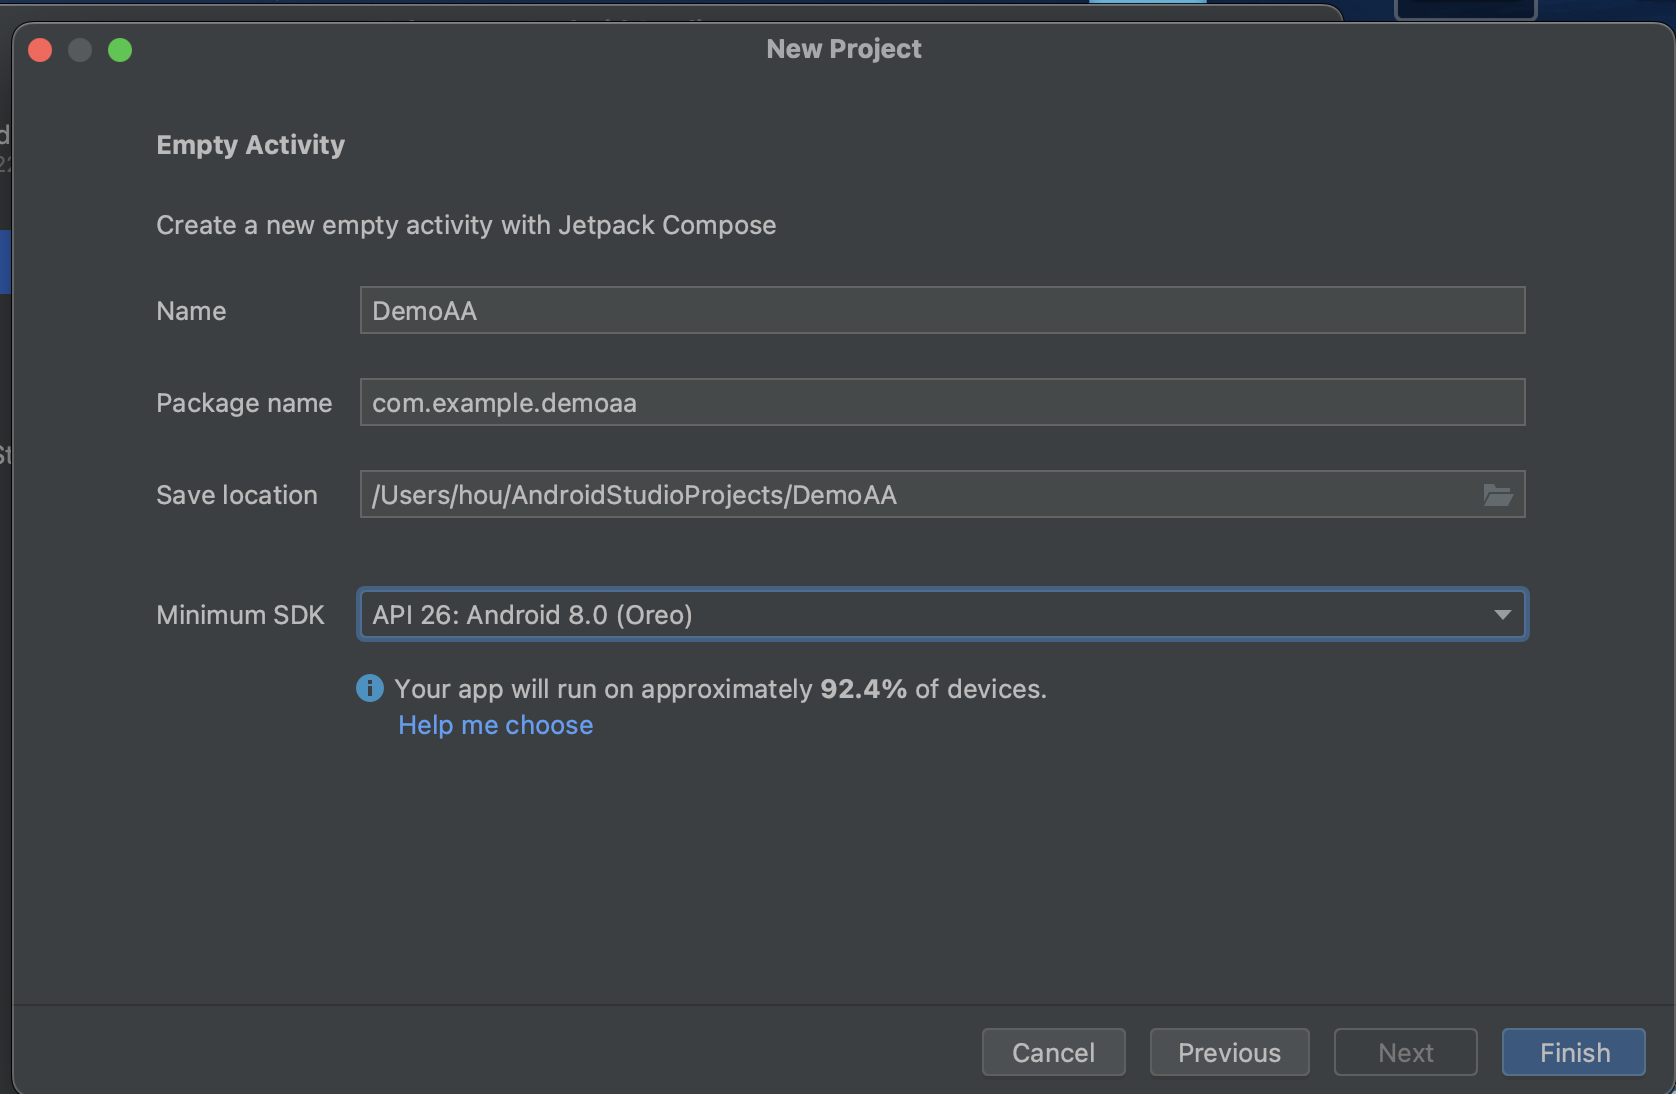 New Project
Empty Activity
Create a new empty activity with Jetpack Compose
Name
DemoAA
Package name
com.example.demoaa
Save location
/Users/hou/AndroidStudioProjects/DemoAA
Minimum SDK
API 26: Android 8.0 (Oreo)
Your app will run on approximately 92.4% of devices.
Help me choose
Cancel
Previous
Next
Finish